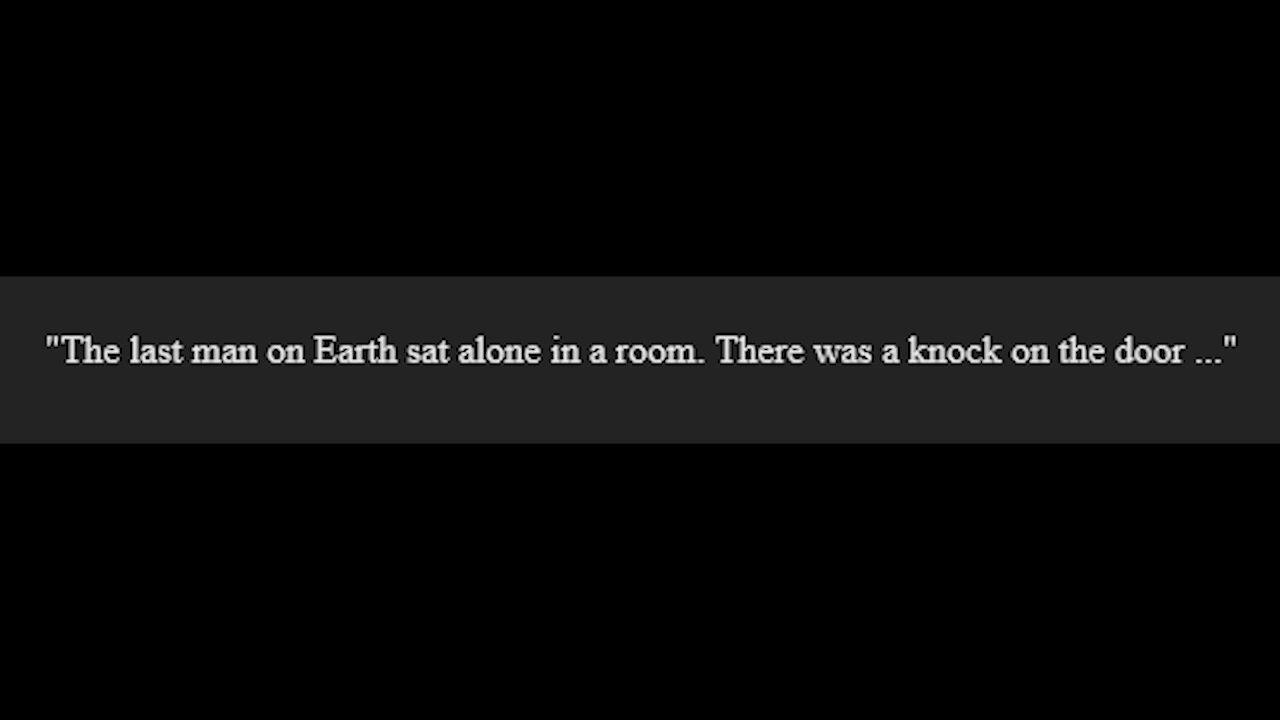 "The last man on Earth sat alone in a room. There was a knock on the door ..."